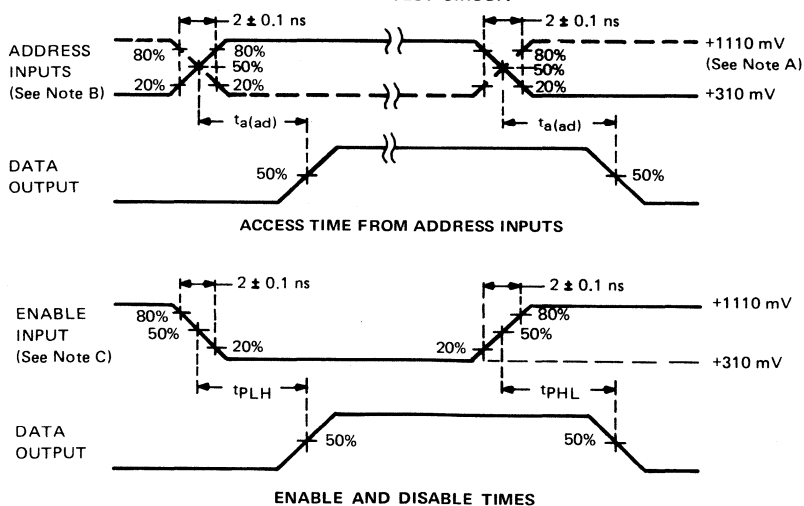 2 ± 0.1 ns
2 ± 0.1 ns
ADDRESS
INPUTS
(See Note B)
80%
20%
80%
50%
20%
80%
50%
20%
+1110 mV
(See Note A)
+310 mV
ta(ad)
ta(ad)
DATA
OUTPUT
50%
50%
ACCESS TIME FROM ADDRESS INPUTS
2 ± 0.1 ns
2 ± 0.1 ns
ENABLE
INPUT
(See Note C)
80%
50%
20%
20%
80%
50%
+1110 mV
+310 mV
tPLH
tPHL
DATA
OUTPUT
50%
50%
ENABLE AND DISABLE TIMES